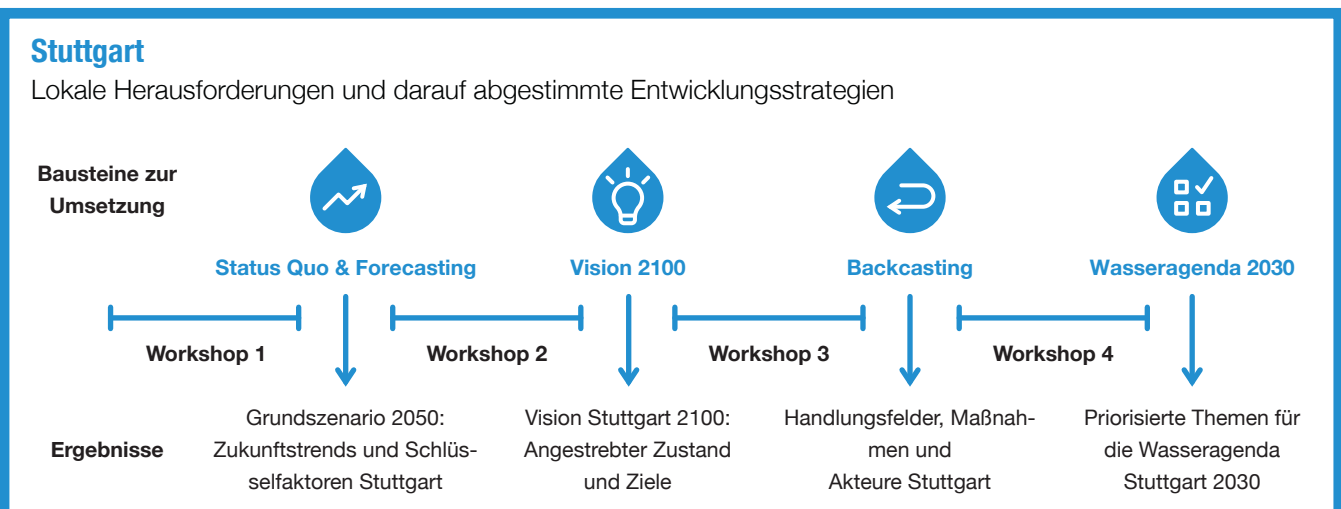 Stuttgart
Lokale Herausforderungen und darauf abgestimmte Entwicklungsstrategien
Bausteine zur
Umsetzung
Status Quo & Forecasting
Vision 2100
Backcasting
Wasseragenda 2030
Workshop 1
Workshop 2
Workshop 3
Workshop 4
Ergebnisse
Grundszenario 2050:
Zukunftstrends und Schlüs-
selfaktoren Stuttgart
Vision Stuttgart 2100:
Angestrebter Zustand
und Ziele
Handlungsfelder, Maßnah-
men und
Akteure Stuttgart
Priorisierte Themen für
die Wasseragenda
Stuttgart 2030